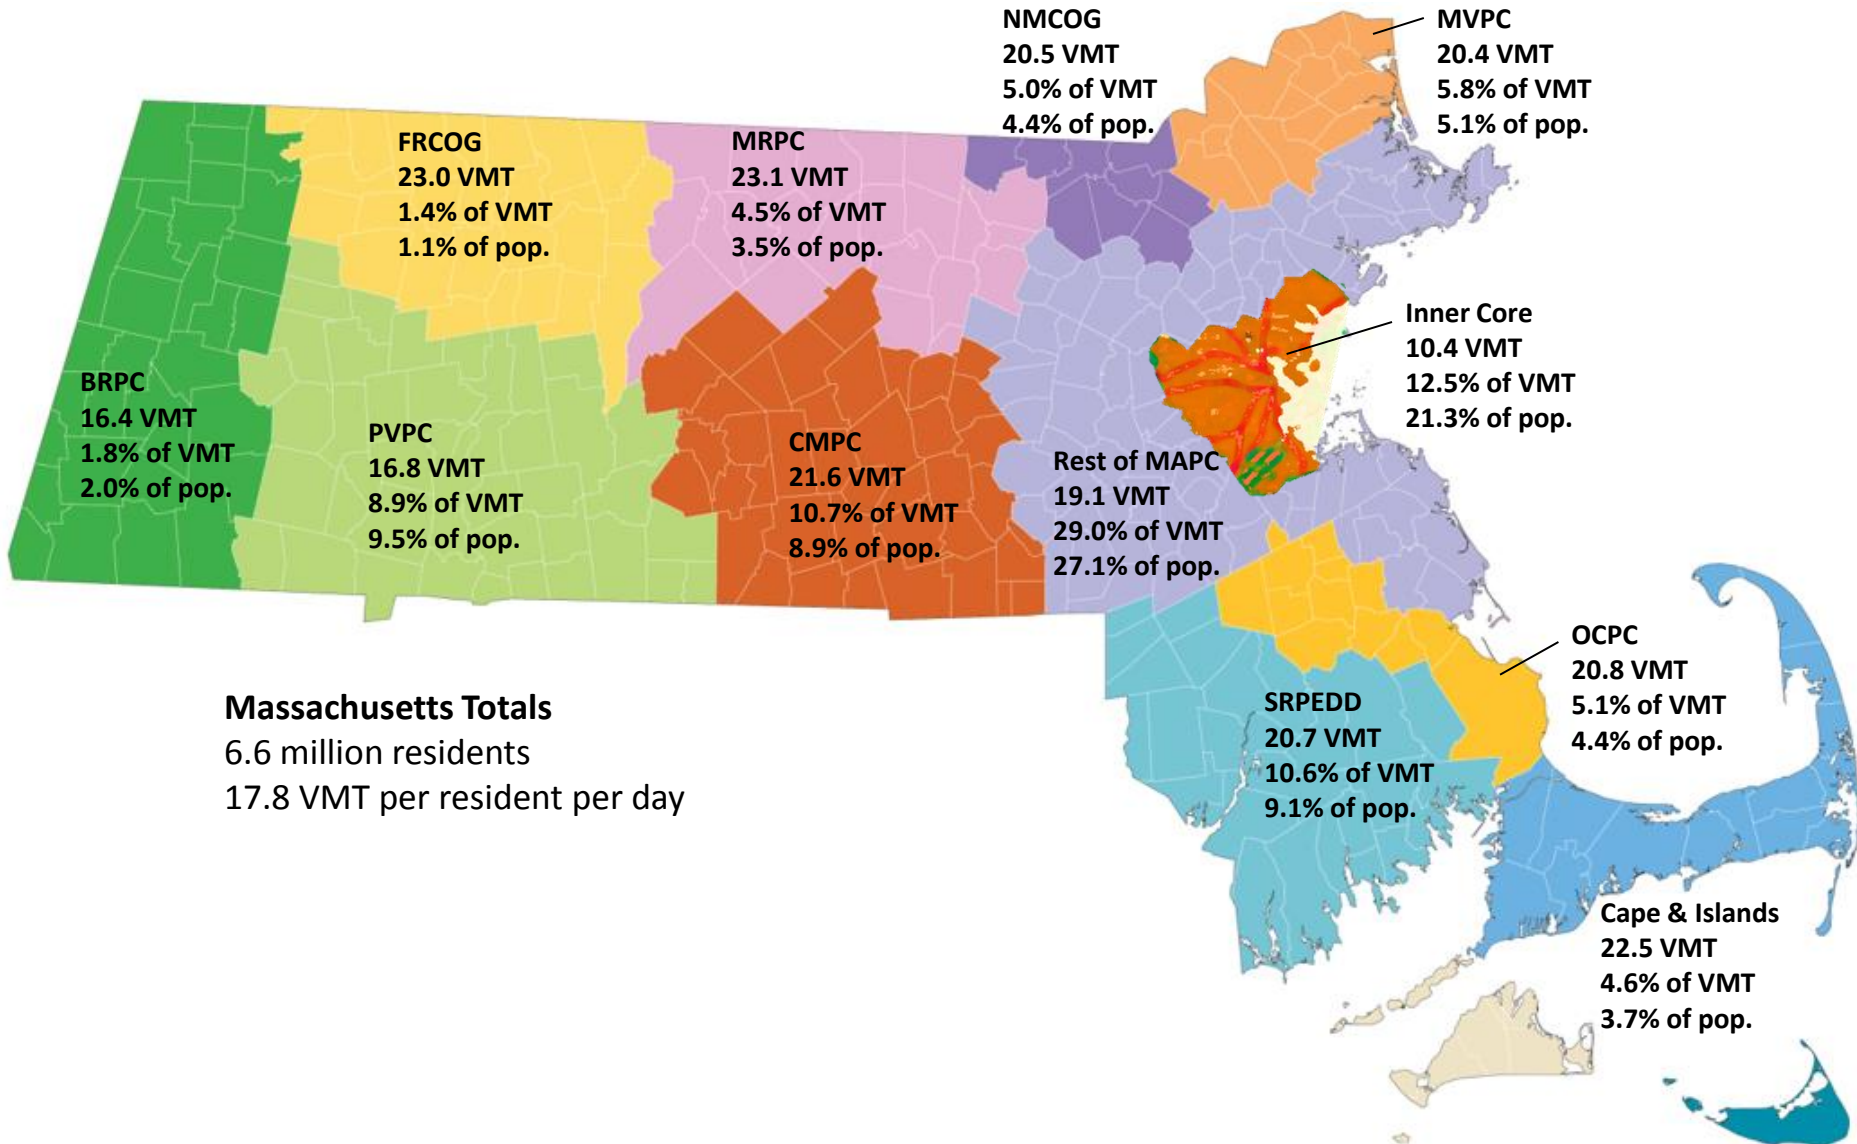 NMCOG
20.5 VMT
5.0% of VMT
4.4% of pop.
MVPC
20.4 VMT
5.8% of VMT
5.1% of pop.
FRCOG
23.0 VMT
1.4% of VMT
1.1% of pop.
MRPC
23.1 VMT
4.5% of VMT
3.5% of pop.
Inner Core
10.4 VMT
12.5% of VMT
21.3% of pop.
BRPC
16.4 VMT
1.8% of VMT
2.0% of pop.
PVPC
16.8 VMT
8.9% of VMT
9.5% of pop.
CMPC
21.6 VMT
10.7% of VMT
8.9% of pop.
Rest of MAPC
19.1 VMT
29.0% of VMT
27.1% of pop.
OCPC
20.8 VMT
5.1% of VMT
4.4% of pop.
SRPEDD
20.7 VMT
10.6% of VMT
9.1% of pop.
Massachusetts Totals
6.6 million residents
17.8 VMT per resident per day
Cape & Islands
22.5 VMT
4.6% of VMT
3.7% of pop.